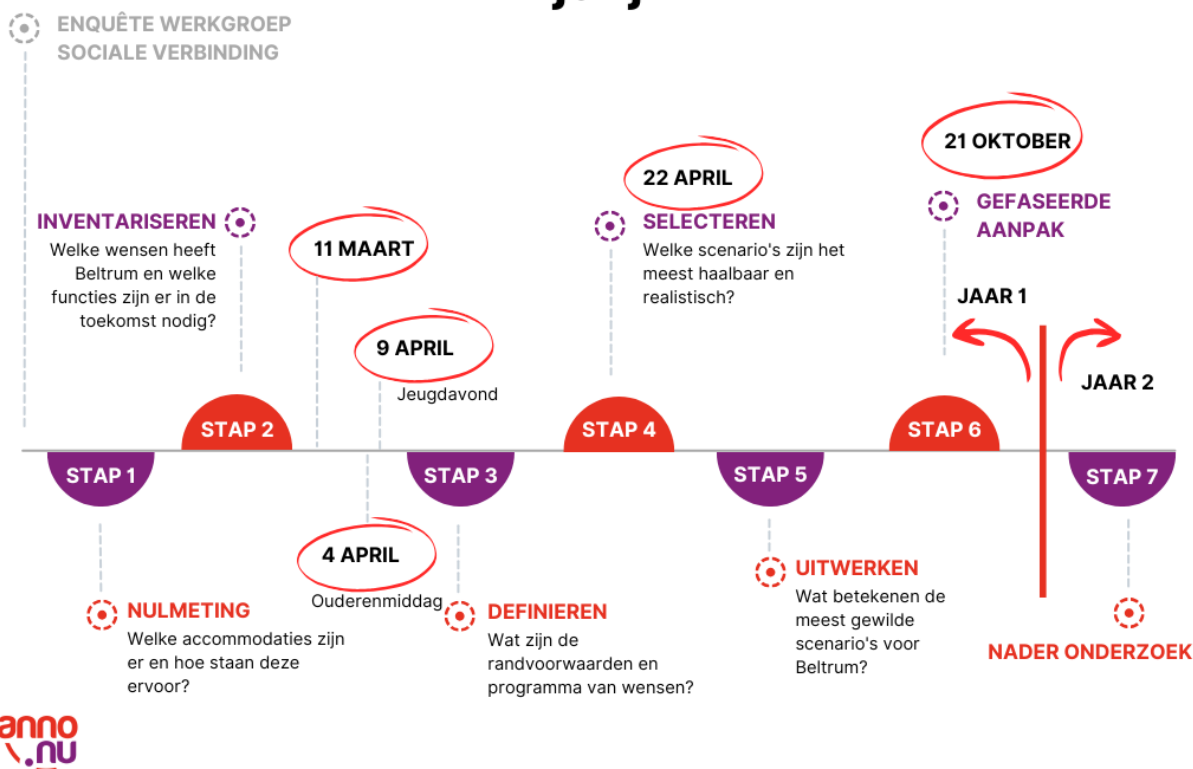 ENQUÊTE WERKGROEP
SOCIALE VERBINDING
21 OKTOBER
22 APRIL
GEFASEERDE
AANPAK
INVENTARISEREN
Welke wensen heeft
Beltrum en welke
functies zijn er in de
toekomst nodig?
11 MAART
SELECTEREN
Welke scenario's zijn het
meest haalbaar en
realistisch?
JAAR 1
9 APRIL
Jeugdavond
JAAR 2
STAP 2
STAP 4
STAP 6
STAP 1
STAP 3
STAP 5
STAP 7
4 APRIL
Ouderenmiddag
NULMETING
Welke accommodaties zijn
er en hoe staan deze
ervoor?
DEFINIEREN
Wat zijn de
randvoorwaarden en
programma van wensen?
UITWERKEN
Wat betekenen de
meest gewilde
scenario's voor
Beltrum?
NADER ONDERZOEK
anno
.nu